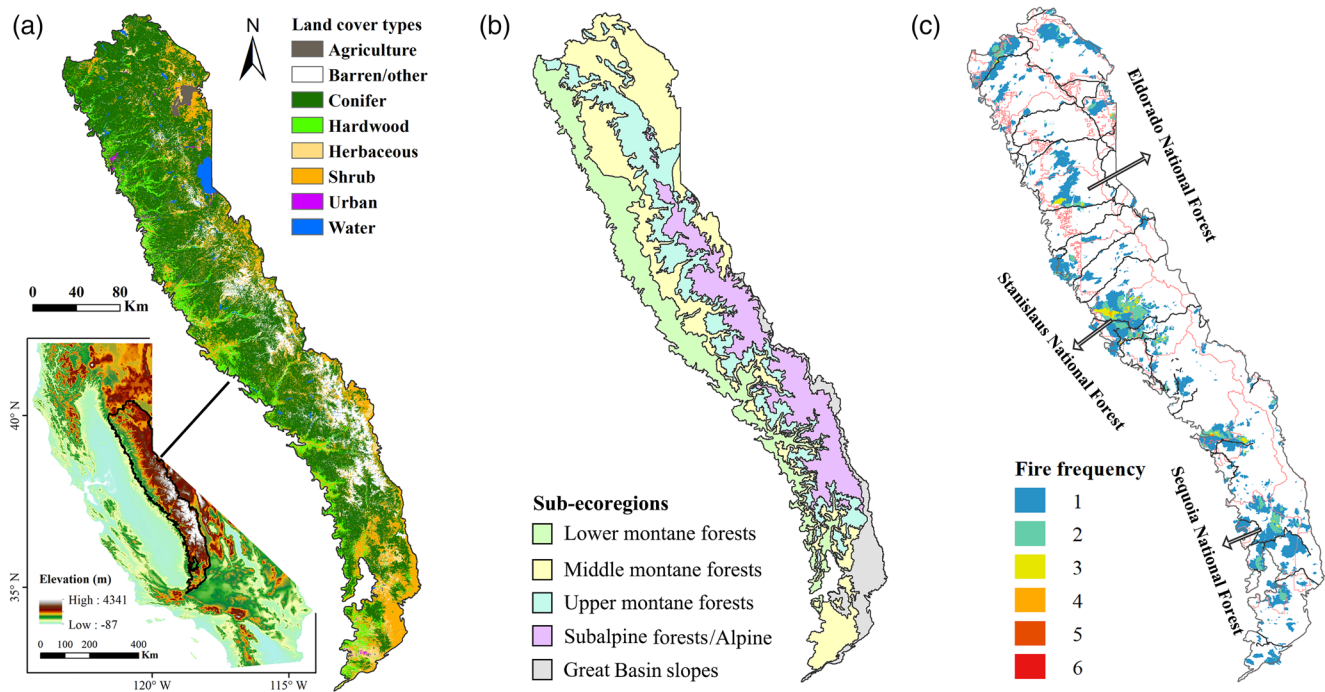 (a)
N
Land cover types
Agriculture
Barren/other
Conifer
Hardwood
Herbaceous
Shrub
Urban
Water
0 40 80
Km
40° N
35° N
Elevation (m)
High : 4341
Low : -87
0 100 200 400
Km
120° W
115° W
(b)
Sub-ecoregions
Lower montane forests
Middle montane forests
Upper montane forests
Subalpine forests/Alpine
Great Basin slopes
(c)
Eldorado National Forest
Stanislaus National Forest
Sequoia National Forest
Fire frequency
1
2
3
4
5
6